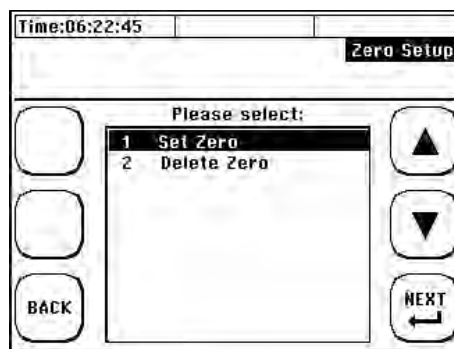 Time:06:22:45
Zero Setup
Please select:
1 Set Zero
2 Delete Zero
BACK
NEXT